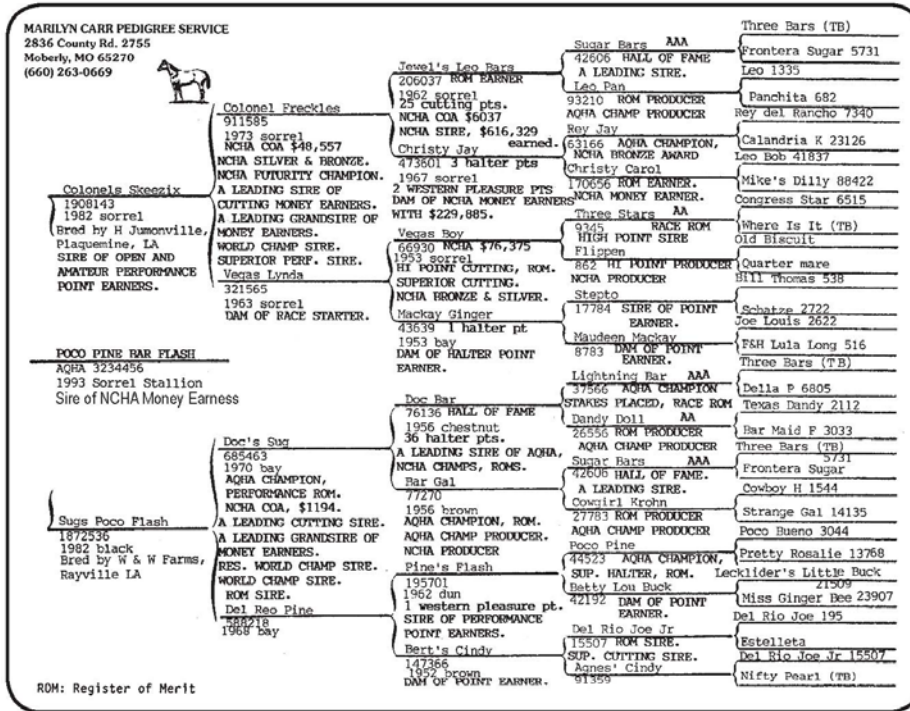 MARILYN CARR PEDIGREE SERVICE
2836 County Rd. 2755
Moberly, MO 65270
(660) 263-0669
POCO PINE BAR FLASH
AQHA 3234456
1993 Sorrel Stallion
Sire of NCHA Money Earness
Colonels Skeezix
1908143
1982 sorrel
Bred by H Jumonville,
Plaquemine, LA
SIRE OF OPEN AND
AMATEUR PERFORMANCE
POINT EARNERS.
Sugs Poco Flash
1872536
1982 black
Bred by W & W Farms,
Rayville LA
Colonel Freckles
911585
1973 sorrel
NCHA COA $48,557
NCHA SILVER & BRONZE.
NCHA FUTURITY CHAMPION.
A LEADING SIRE OF
CUTTING MONEY EARNERS.
A LEADING GRANDSIRE OF
MONEY EARNERS.
WORLD CHAMP SIRE.
SUPERIOR PERF. SIRE.
Vegas Lynda
321565
1963 sorrel
DAM OF RACE STARTER.
Doc's Sug
685463
1970 bay
AQHA CHAMPION,
PERFORMANCE ROM.
NCHA COA, $1194.
A LEADING CUTTING SIRE.
A LEADING GRANDSIRE OF
MONEY EARNERS.
RES. WORLD CHAMP SIRE.
WORLD CHAMP SIRE.
ROM SIRE.
Del Reo Pine
588218
1968 bay
Jewel's Leo Bars
206037 ROM EARNER
1962 sorrel
25 cutting pts.
NCHA COA $6037
NCHA SIRE, $616,329
earned.
Christy Jay
473601 3 halter pts
1967 sorrel
2 WESTERN PLEASURE PTS
DAM OF NCHA MONEY EARNERS
WITH $229,885.
Vegas Boy
66930 NCHA $76,375
1953 sorrel
HI POINT CUTTING, ROM.
SUPERIOR CUTTING.
NCHA BRONZE & SILVER.
Mackay Ginger
43639 1 halter pt
1953 bay
DAM OF HALTER POINT
EARNER.
Doc Bar
76136 HALL OF FAME
1956 chestnut
36 halter pts.
A LEADING SIRE OF AQHA,
NCHA CHAMPS, ROMS.
Bar Gal
77270
1956 brown
AQHA CHAMPION, ROM.
AQHA CHAMP PRODUCER.
NCHA PRODUCER
Pine's Flash
195701
1962 dun
1 western pleasure pt.
SIRE OF PERFORMANCE
POINT EARNERS.
Bert's Cindy
147366
1952 brown
DAM OF POINT EARNER.
Sugar Bars AAA
42606 HALL OF FAME
A LEADING SIRE.
Leo Pan
93210 ROM PRODUCER
AQHA CHAMP PRODUCER
Rey Jay
63166 AQHA CHAMPION,
NCHA BRONZE AWARD
Christy Carol
170656 ROM EARNER.
NCHA MONEY EARNER.
Three Stars AA
9345 RACE ROM
HIGH POINT SIRE
Flippen
862 HI POINT PRODUCER
NCHA PRODUCER
Stepto
17784 SIRE OF POINT
EARNER.
Maudeen Mackay
8783 DAM OF POINT
EARNER.
Lightning Bar AAA
37566 AQHA CHAMPION
STAKES PLACED, RACE ROM
Dandy Doll AA
26556 ROM PRODUCER
AQHA CHAMP PRODUCER
Sugar Bars AAA
42606 HALL OF FAME.
A LEADING SIRE.
Cowgirl Krohn
27783 ROM PRODUCER
AQHA CHAMP PRODUCER
Poco Pine
44523 AQHA CHAMPION,
SUP. HALTER, ROM.
Betty Lou Buck
42192 DAM OF POINT
EARNER.
Del Rio Joe Jr
15507 ROM SIRE.
SUP. CUTTING SIRE.
Agnes' Cindy
91359
Three Bars (TB)
Frontera Sugar 5731
Leo 1335
Panchita 682
Rey del Rancho 7340
Calandria K 23126
Leo Bob 41837
Mike's Dilly 88422
Congress Star 6515
Where Is It (TB)
Old Biscuit
Quarter mare
Bill Thomas 538
Schatze 2722
Joe Louis 2622
F&H Lula Long 516
Three Bars (TB)
Della P 6805
Texas Dandy 2112
Bar Maid F 3033
Three Bars (TB)
5731
Frontera Sugar
Cowboy H 1544
Strange Gal 14135
Poco Bueno 3044
Pretty Rosalie 13768
Lecklider's Little Buck
21509
Miss Ginger Bee 23907
Del Rio Joe 195
Estelleta
Del Rio Joe Jr 15507
Nifty Pearl (TB)
ROM: Register of Merit